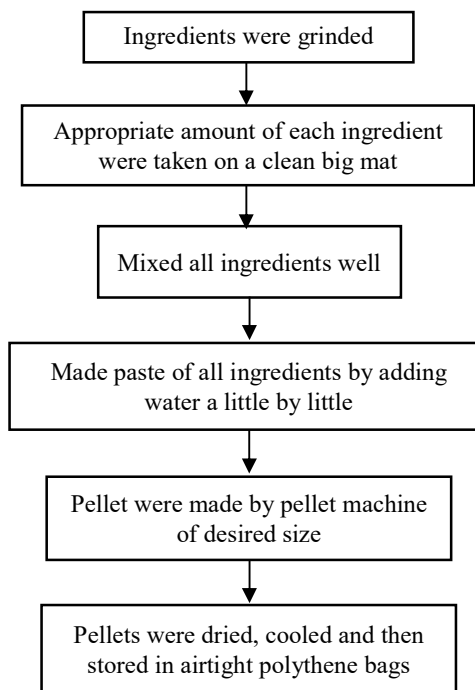 Ingredients were grinded
Appropriate amount of each ingredient
were taken on a clean big mat
Mixed all ingredients well
Made paste of all ingredients by adding
water a little by little
Pellet were made by pellet machine
of desired size
Pellets were dried, cooled and then
stored in airtight polythene bags